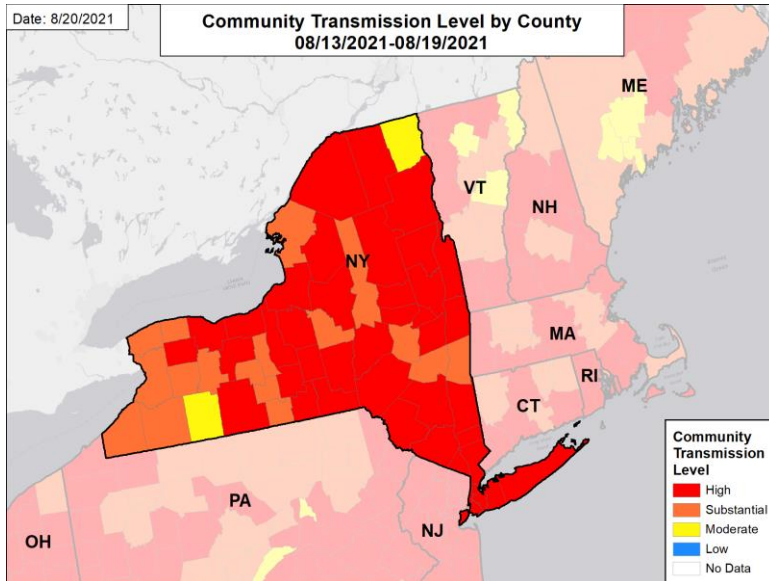 Date: 8/20/2021
Community Transmission Level by County
08/13/2021-08/19/2021
ME
VT
NH
NY
MA
CT
RI
PA
OH
NJ
Community
Transmission
Level
High
Substantial
Moderate
Low
No Data